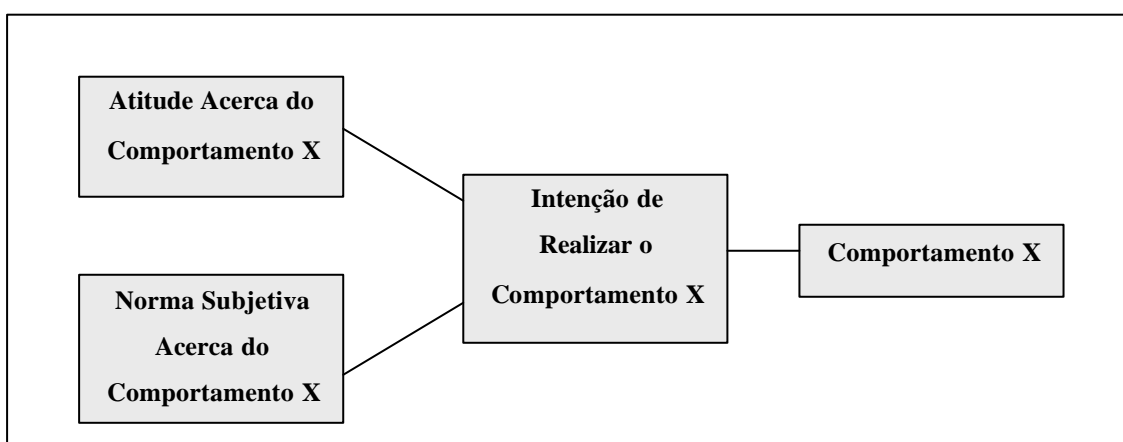 Atitude Acerca do
Comportamento X
Norma Subjetiva
Acerca do
Comportamento X
Intenção de
Realizar o
Comportamento X
Comportamento X